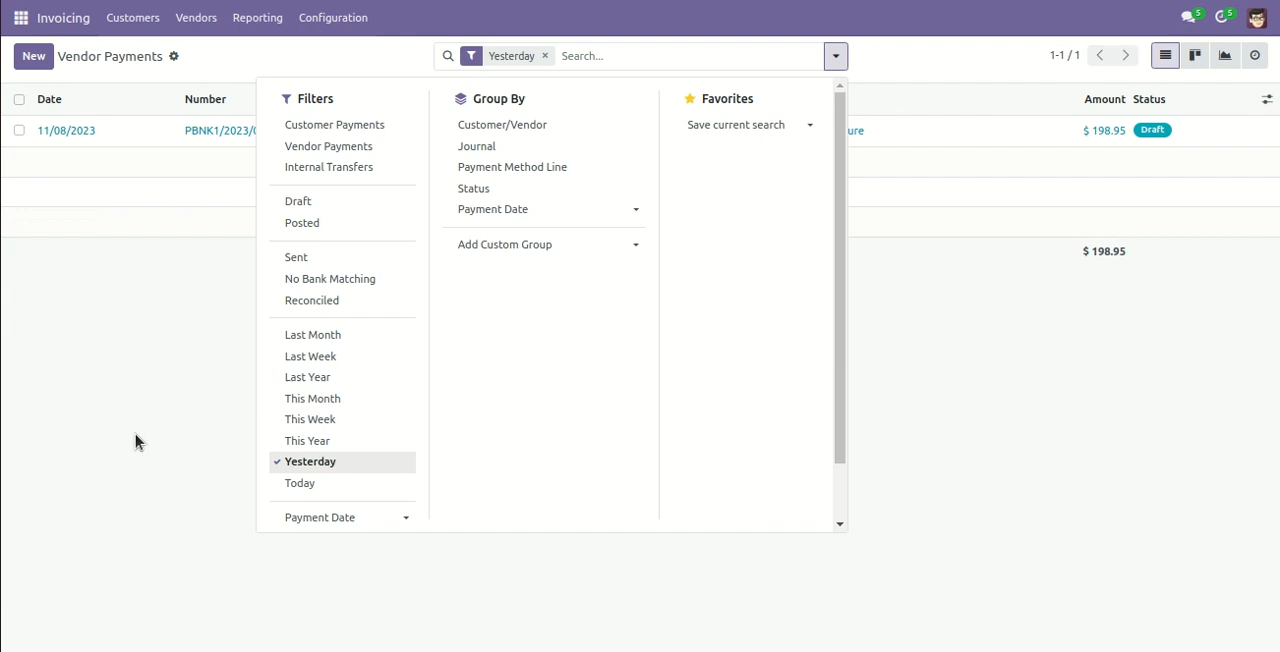 Invoicing Customers Vendors Reporting Configuration 5 5
New Vendor Payments Yesterday × Search... 1-1 / 1
Date Number Amount Status
11/08/2023 PBNK1/2023/ ure $ 198.95 Draft
$ 198.95
Filters
Customer Payments
Vendor Payments
Internal Transfers
Draft
Posted
Sent
No Bank Matching
Reconciled
Last Month
Last Week
Last Year
This Month
This Week
This Year
Yesterday
Today
Payment Date
Group By
Customer/Vendor
Journal
Payment Method Line
Status
Payment Date
Add Custom Group
Favorites
Save current search